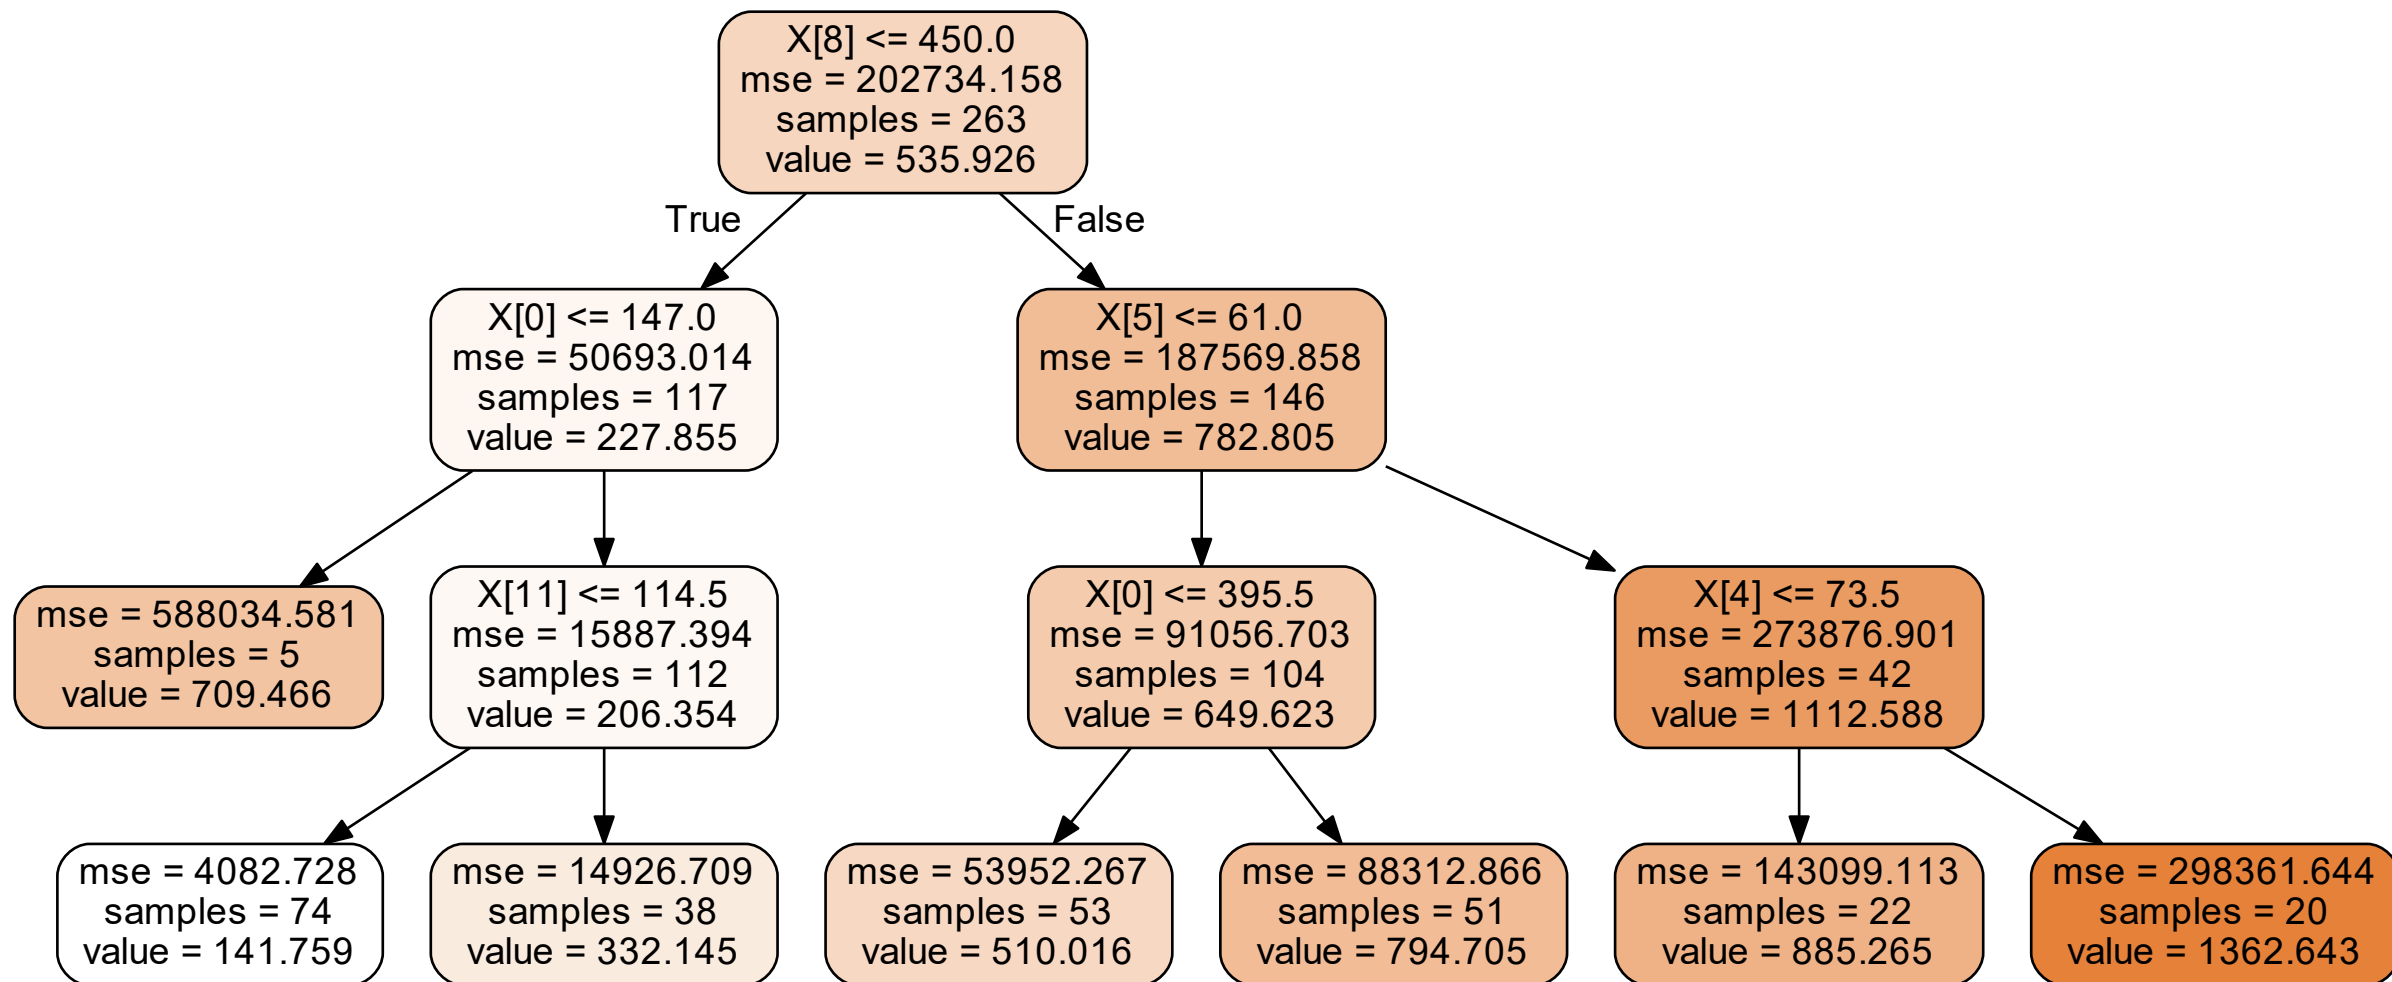 X[8] <= 450.0
mse = 202734.158
samples = 263
value = 535.926
True
False
X[0] <= 147.0
mse = 50693.014
samples = 117
value = 227.855
X[5] <= 61.0
mse = 187569.858
samples = 146
value = 782.805
mse = 588034.581
samples = 5
value = 709.466
X[11] <= 114.5
mse = 15887.394
samples = 112
value = 206.354
X[0] <= 395.5
mse = 91056.703
samples = 104
value = 649.623
X[4] <= 73.5
mse = 273876.901
samples = 42
value = 1112.588
mse = 4082.728
samples = 74
value = 141.759
mse = 14926.709
samples = 38
value = 332.145
mse = 53952.267
samples = 53
value = 510.016
mse = 88312.866
samples = 51
value = 794.705
mse = 143099.113
samples = 22
value = 885.265
mse = 298361.644
samples = 20
value = 1362.643